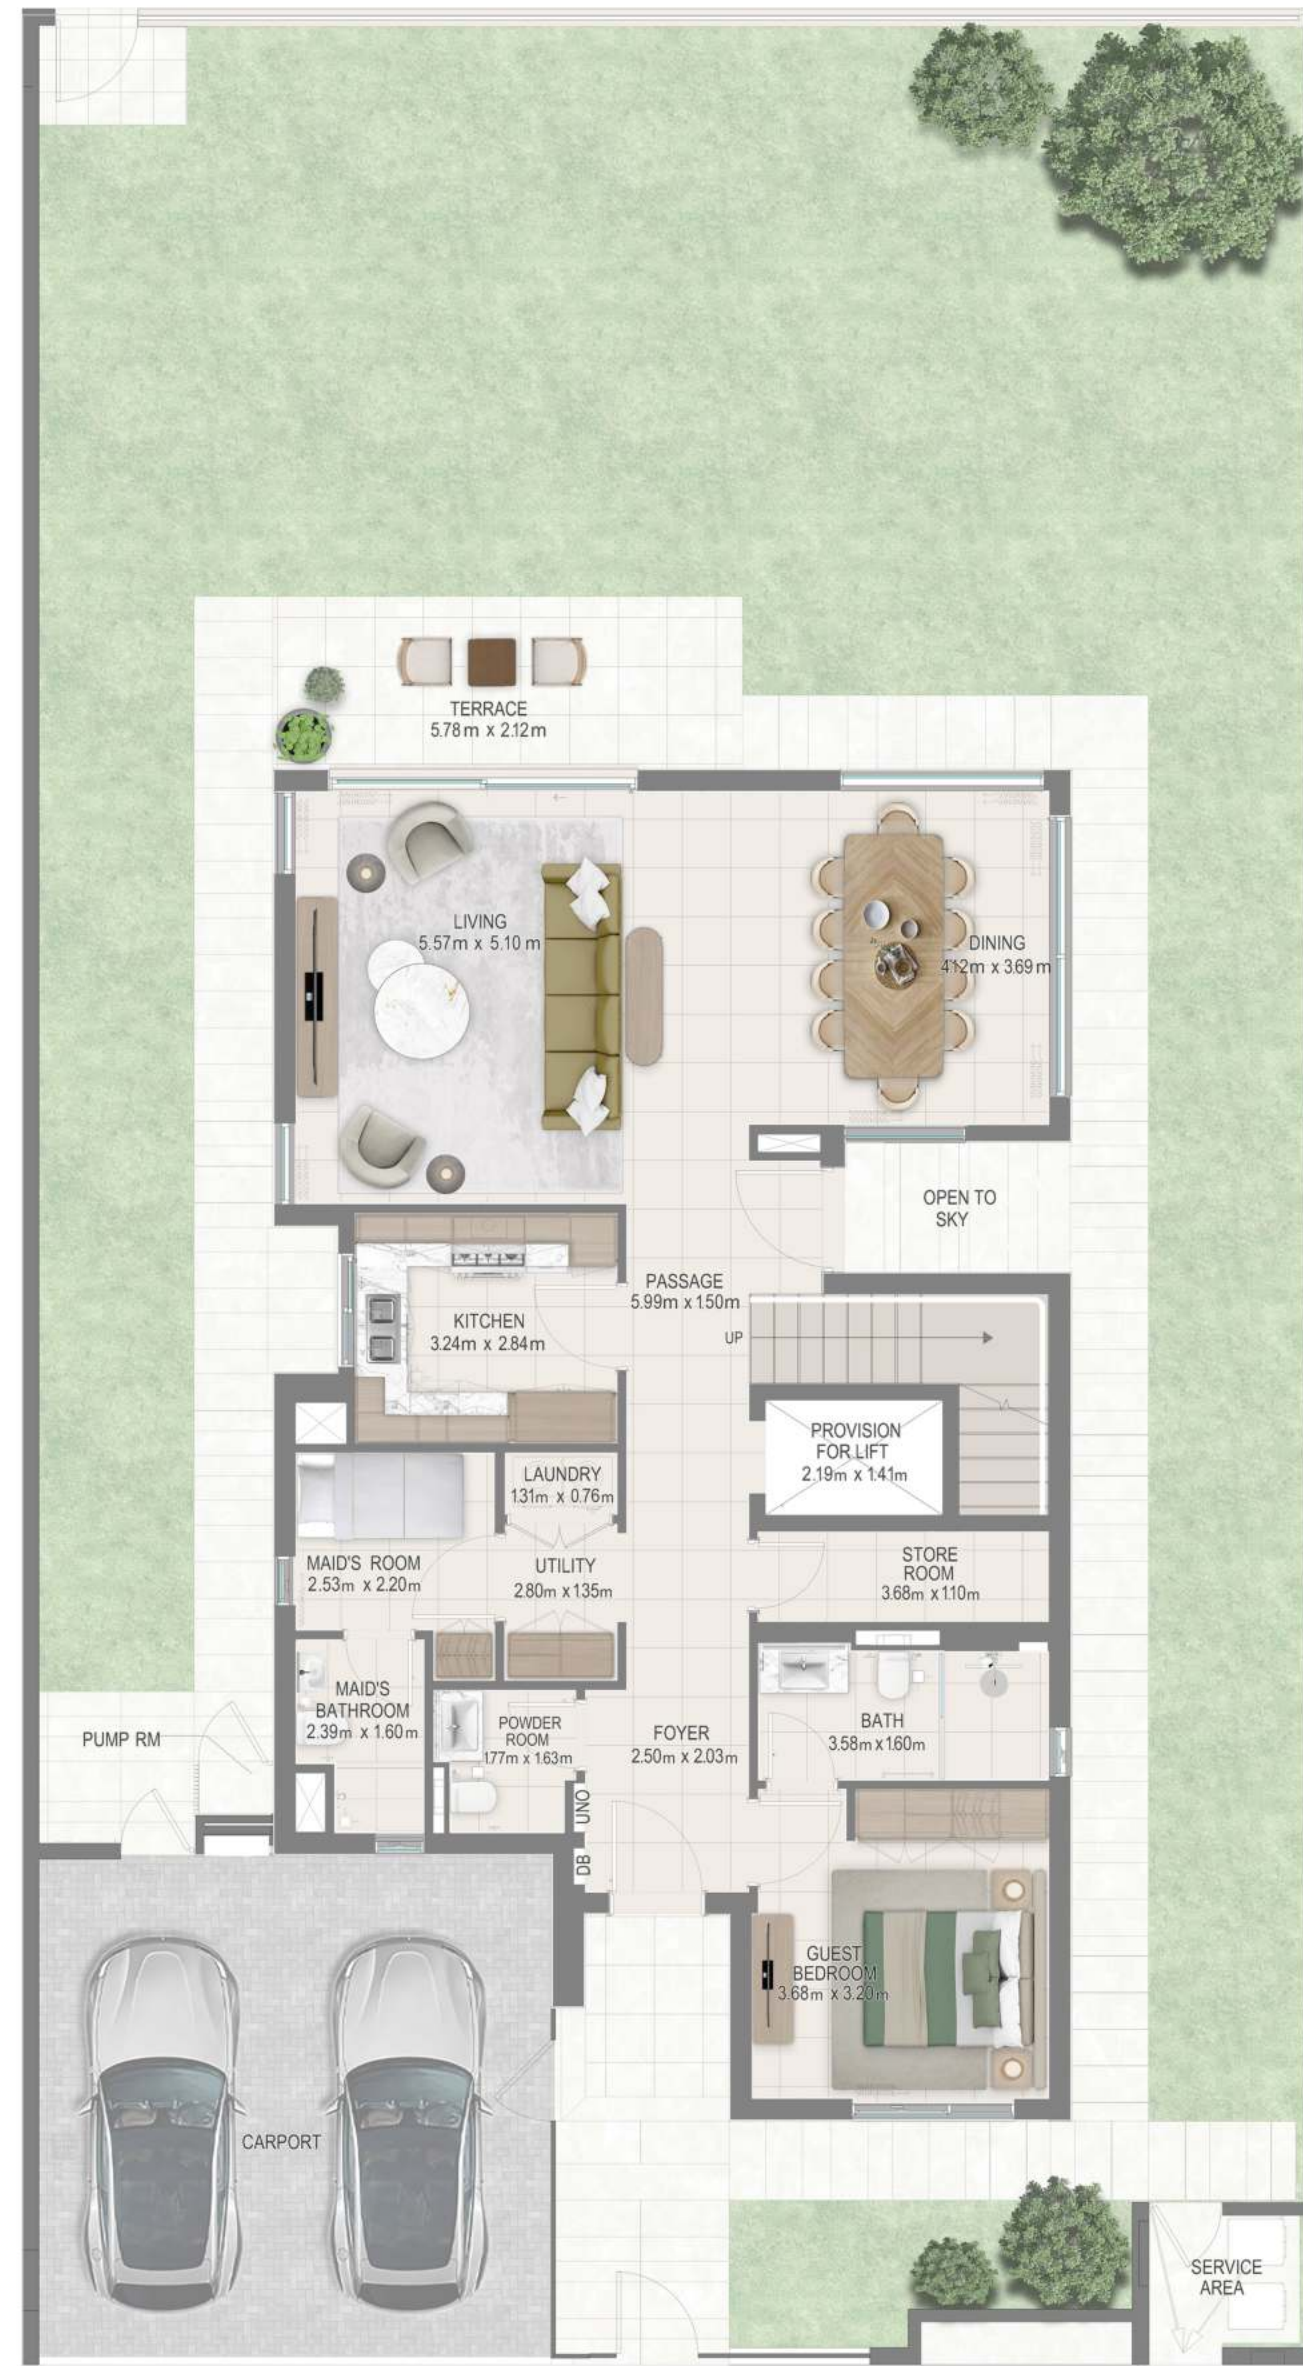 TERRACE
5.78m x 2.12m
LIVING
5.57m x 5.10 m
DINING
4.12m x 3.69m
OPEN TO
SKY
PASSAGE
5.99m x 1.50m
KITCHEN
3.24m x 2.84m
UP
PROVISION
FOR LIFT
2.19m x 1.41m
LAUNDRY
1.31m x 0.76m
MAID'S ROOM
2.53m x 2.20m
UTILITY
2.80m x 1.35m
STORE
ROOM
3.68m x 1.10m
MAID'S
BATHROOM
2.39m x 1.60m
POWDER
ROOM
1.77m x 1.63m
FOYER
2.50m x 2.03m
BATH
3.58m x 1.60m
PUMP RM
UNO
DB
GUEST
BEDROOM
3.68m x 3.20m
CARPORT
SERVICE
AREA